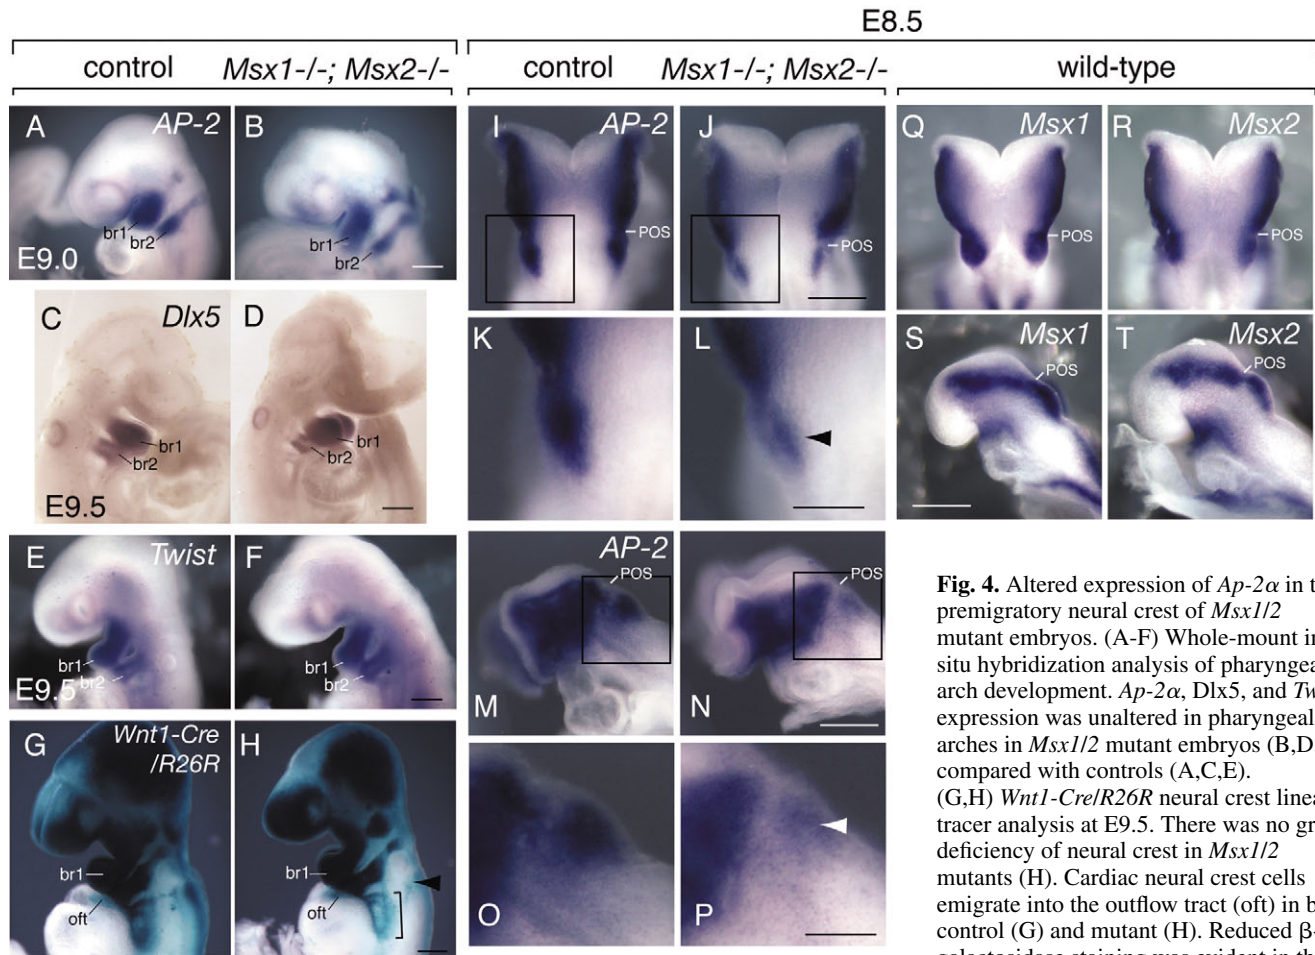 E8.5
control Msx1-/-; Msx2-/- control Msx1-/-; Msx2-/- wild-type
A AP-2 B
br1
br2
br1
br2
E9.0
C Dlx5 D
br1
br2
br1
br2
E9.5
E Twist F
br1
br2
br1
br2
E9.5
G Wnt1-Cre
/R26R
H
br1
oft
br1
oft
I AP-2 J
POS
POS
K L
AP-2
POS
POS
M N
O P
Q Msx1 R Msx2
POS
POS
S Msx1 T Msx2
POS
POS
Fig. 4. Altered expression of Ap-2α in
premigratory neural crest of Msx1/2
mutant embryos. (A-F) Whole-mount in
situ hybridization analysis of
arch development. Ap-2α, Dlx5, and
expression was unaltered in pharyngeal
arches in Msx1/2 mutant embryos (B,D
compared with controls (A,C,E).
(G,H) Wnt1-Cre/R26R neural crest
tracer analysis at E9.5. There was no
deficiency of neural crest in Msx1/2
mutants (H). Cardiac neural crest cells
emigrate into the outflow tract (oft) in
control (G) and mutant (H). Reduced β-
staining was evident in